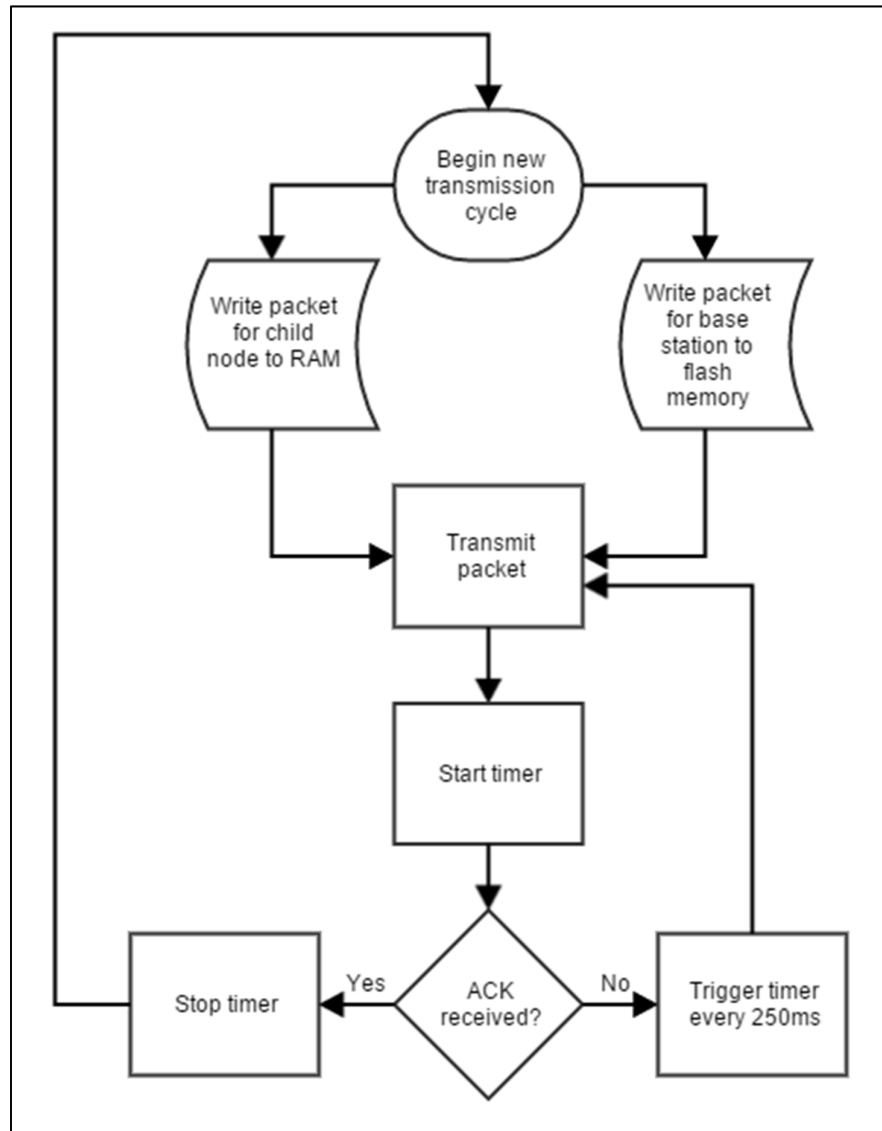 Begin new
transmission
cycle
Write packet
for child
node to RAM
Write packet
for base
station to
flash
memory
Transmit
packet
Start timer
ACK
received?
Yes
No
Stop timer
Trigger timer
every 250ms